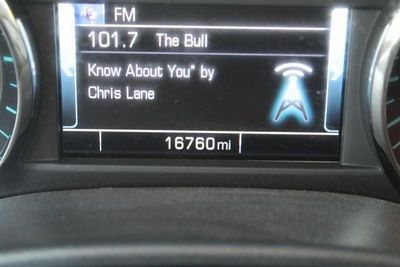 FM
101.7 The Bull
Know About You" by
Chris Lane
16760 mi